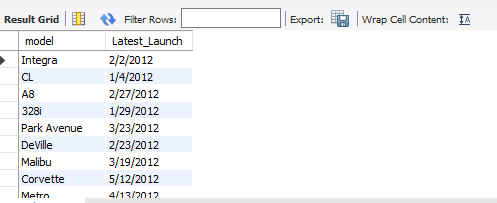 Result Grid Filter Rows: Export: Wrap Cell Content: IA
model Latest_Launch
Integra 2/2/2012
CL 1/4/2012
A8 2/27/2012
328i 1/29/2012
Park Avenue 3/23/2012
DeVille 2/23/2012
Malibu 3/19/2012
Corvette 5/12/2012
Metro 4/13/2012